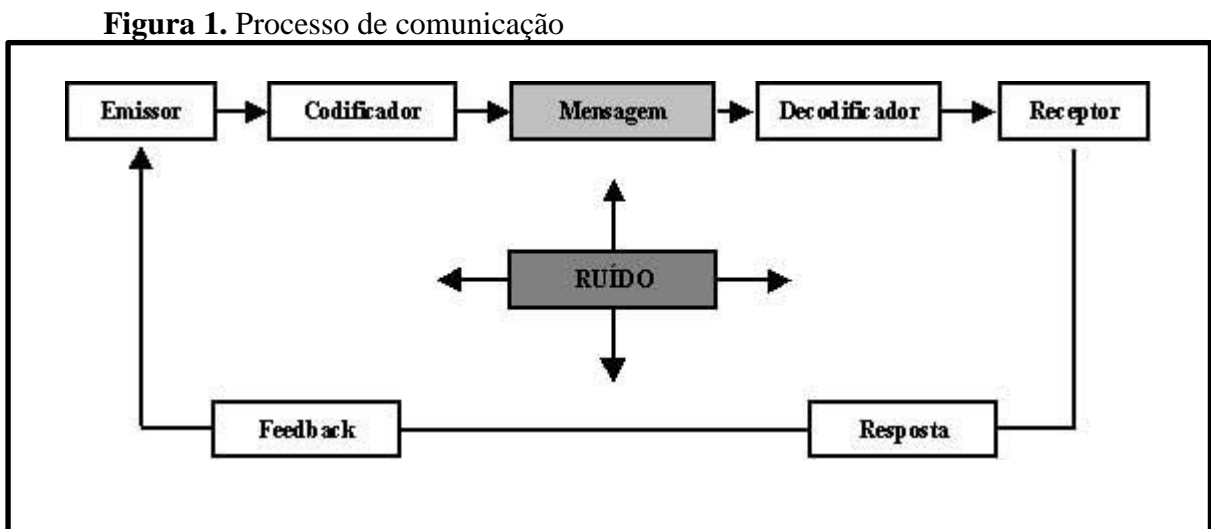 Figura 1. Processo de comunicação
Emissor
Codificador
Mensagem
Decodificador
Receptor
RUÍDO
Feedback
Resposta